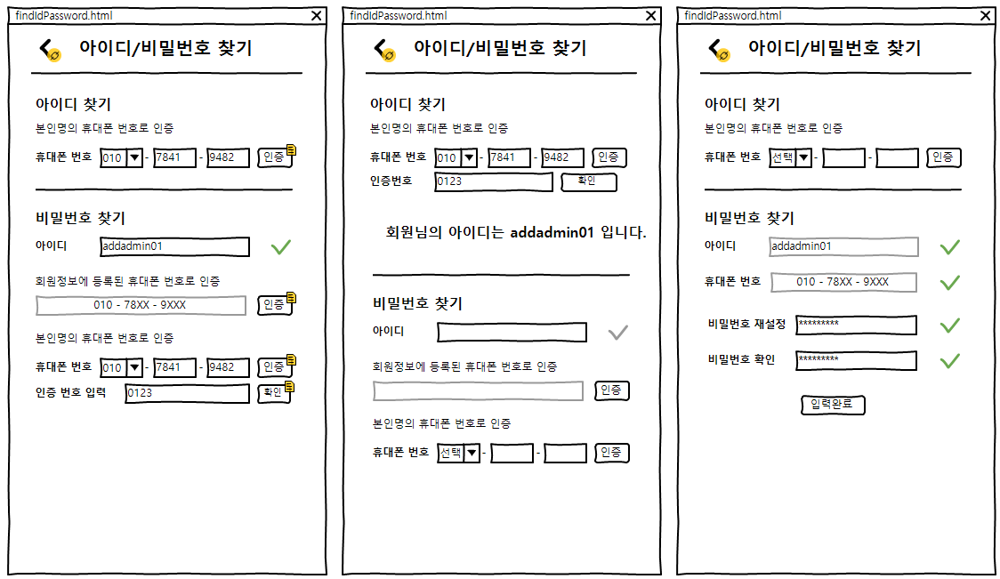 findIdPassword.html
아이디/비밀번호 찾기
아이디 찾기
본인명의 휴대폰 번호로 인증
휴대폰 번호 010 - 7841 - 9482 인증
비밀번호 찾기
아이디 addadmin01
회원정보에 등록된 휴대폰 번호로 인증
010 - 78XX - 9XXX 인증
본인명의 휴대폰 번호로 인증
휴대폰 번호 010 - 7841 - 9482 인증
인증 번호 입력 0123 확인
findIdPassword.html
아이디/비밀번호 찾기
아이디 찾기
본인명의 휴대폰 번호로 인증
휴대폰 번호 010 - 7841 - 9482 인증
인증번호 0123 확인
회원님의 아이디는 addadmin01 입니다.
비밀번호 찾기
아이디
회원정보에 등록된 휴대폰 번호로 인증
인증
본인명의 휴대폰 번호로 인증
휴대폰 번호 선택 - - 인증
findIdPassword.html
아이디/비밀번호 찾기
아이디 찾기
본인명의 휴대폰 번호로 인증
휴대폰 번호 선택 - - 인증
비밀번호 찾기
아이디 addadmin01
휴대폰 번호 010 - 78XX - 9XXX
비밀번호 재설정 *********
비밀번호 확인 *********
입력완료